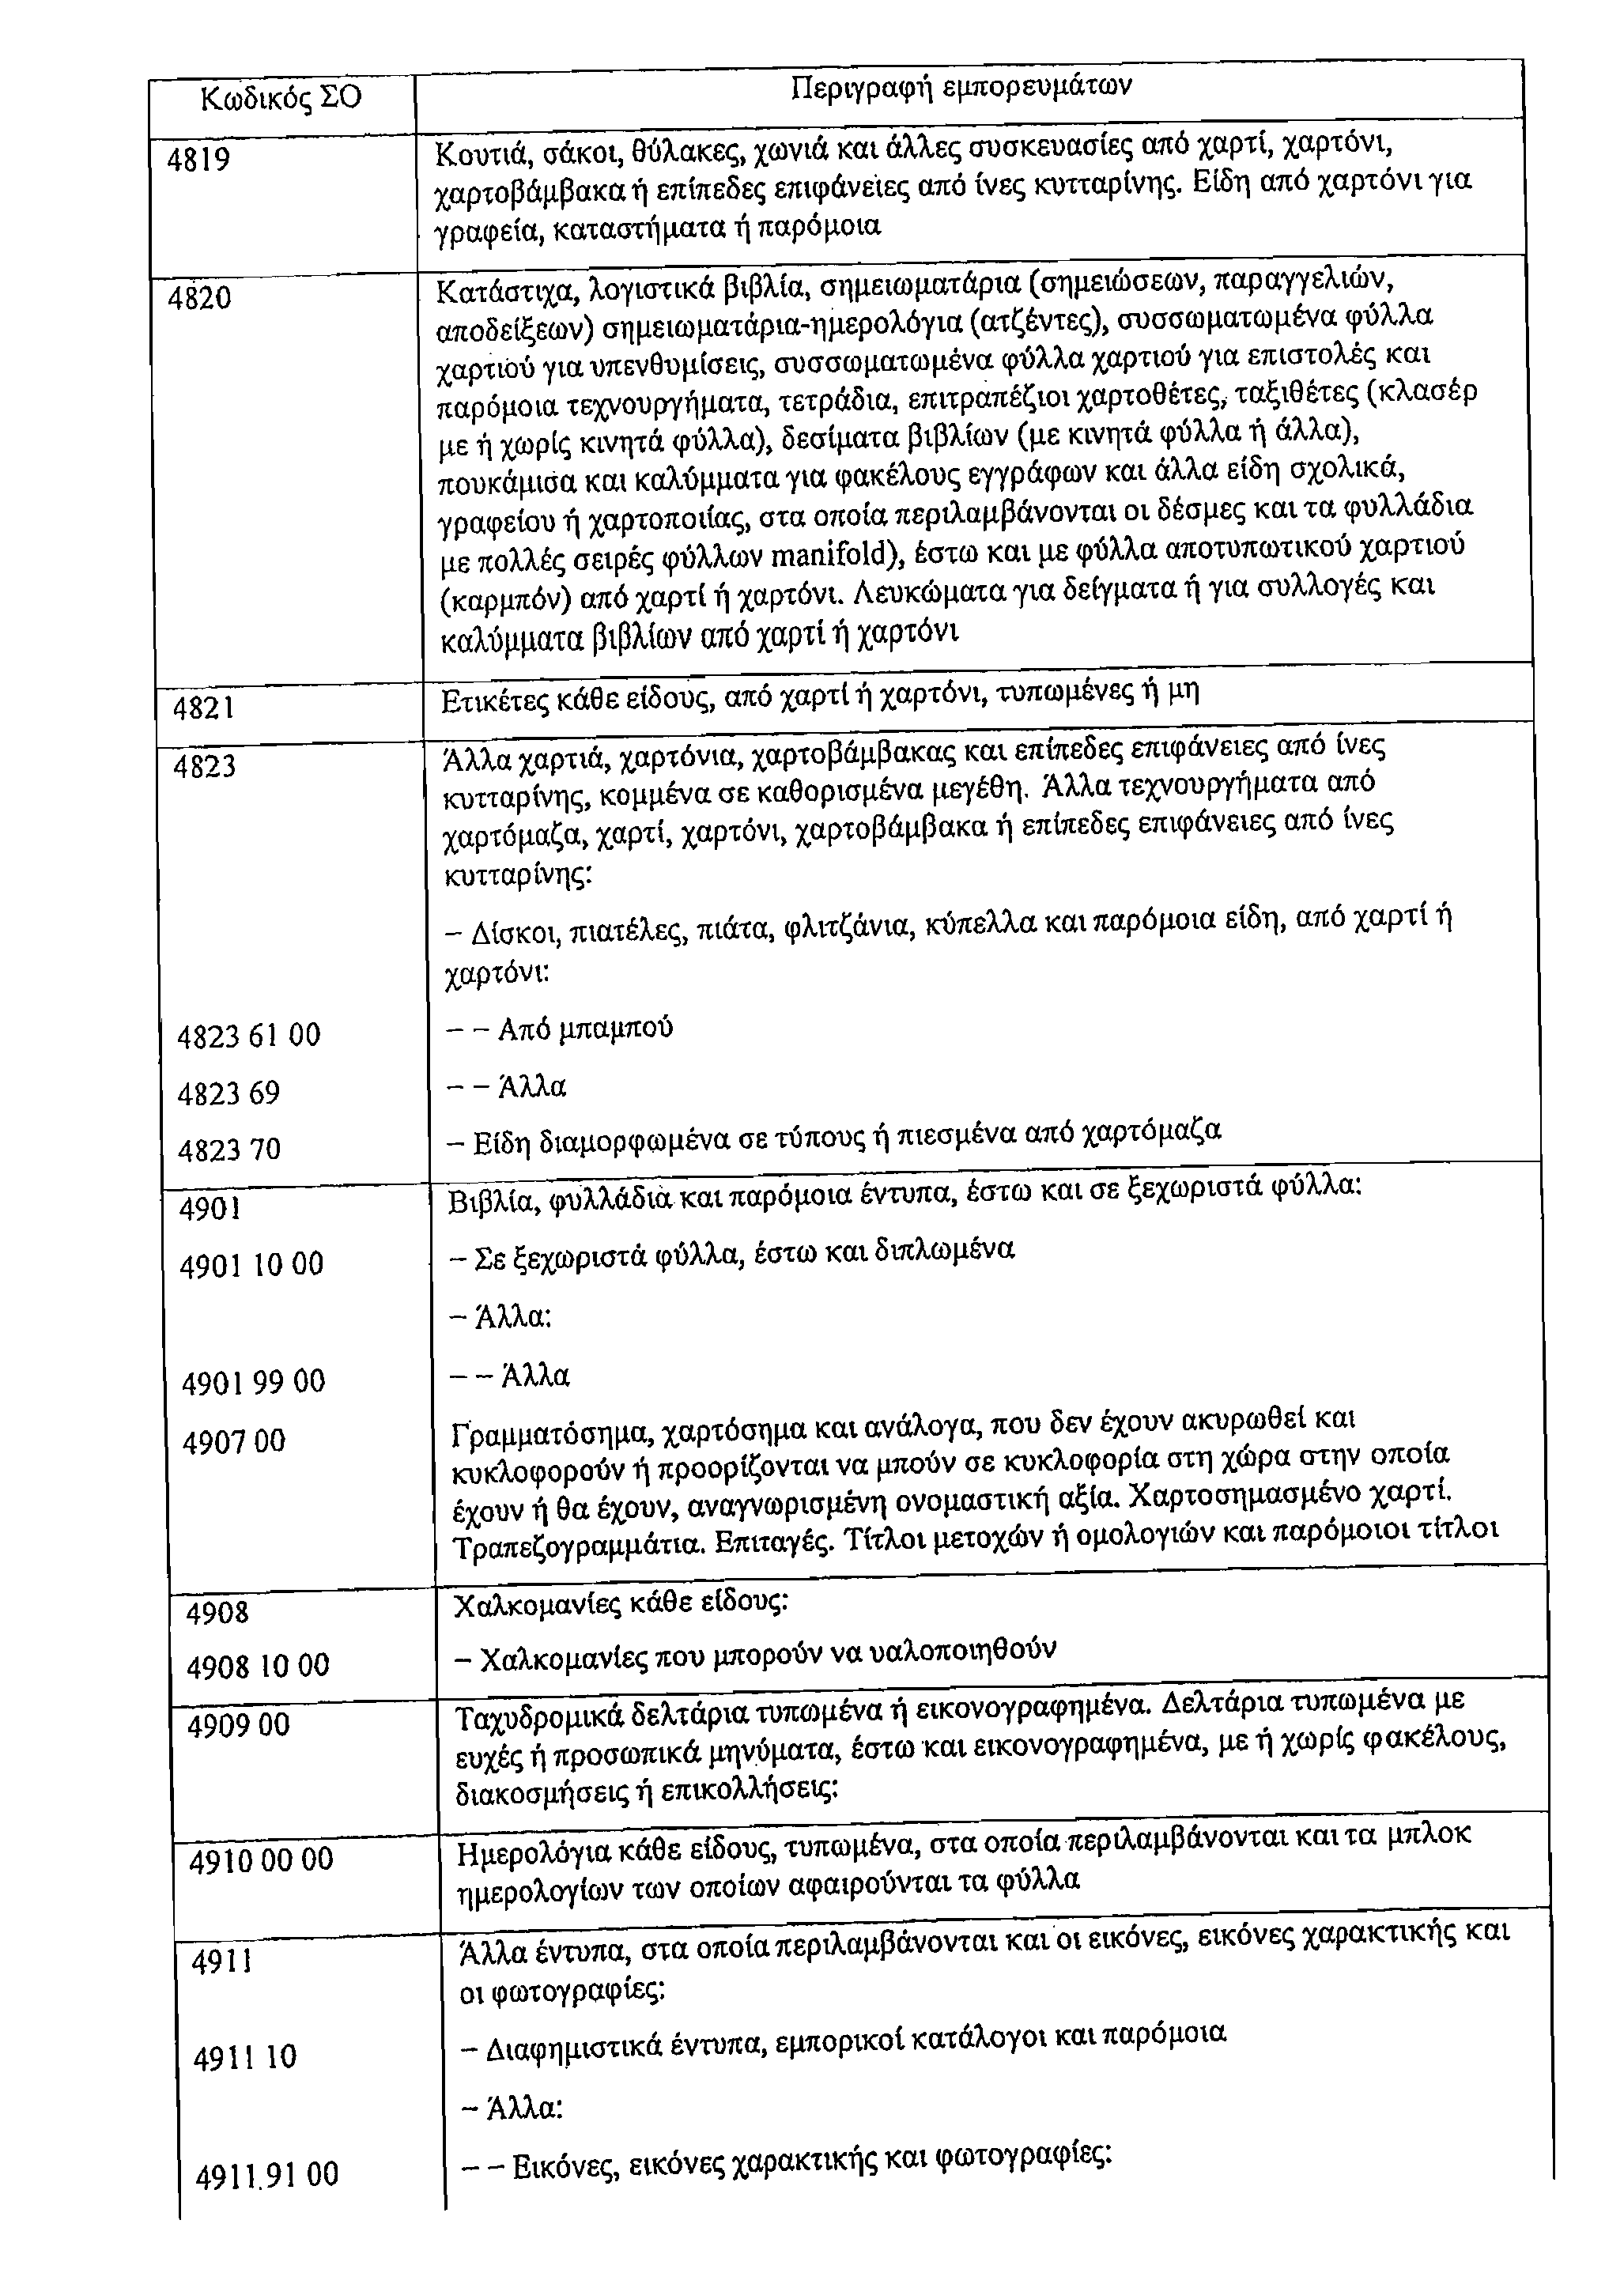 Κωδικός ΣΟ
Περιγραφή εμπορευμάτων
4819
Κουτιά, σάκοι, θύλακες, χωνιά και άλλες συσκευασίες από χαρτί, χαρτόνι,
χαρτοβάμβακα ή επίπεδες επιφάνειες από ίνες κυτταρίνης. Είδη από χαρτόνι για
γραφεία, καταστήματα ή παρόμοια
4820
Κατάστιχα, λογιστικά βιβλία, σημειωματάρια (σημειώσεων, παραγγελιών,
αποδείξεων) σημειωματάρια-ημερολόγια (ατζέντες), συσσωματωμένα φύλλα
χαρτιού για υπενθυμίσεις, συσσωματωμένα φύλλα χαρτιού για επιστολές και
παρόμοια τεχνουργήματα, τετράδια, επιτραπέζιοι χαρτοθέτες, ταξιθέτες (κλασέρ
με ή χωρίς κινητά φύλλα), δεσίματα βιβλίων (με κινητά φύλλα ή άλλα),
πουκάμισα και καλύμματα για φακέλους εγγράφων και άλλα είδη σχολικά,
γραφείου ή χαρτοποιίας, στα οποία περιλαμβάνονται οι δέσμες και τα φυλλάδια
με πολλές σειρές φύλλων manifold), έστω και με φύλλα αποτυπωτικού χαρτιού
(καρμπόν) από χαρτί ή χαρτόνι. Λευκώματα για δείγματα ή για συλλογές και
καλύμματα βιβλίων από χαρτί ή χαρτόνι
4821
Ετικέτες κάθε είδους, από χαρτί ή χαρτόνι, τυπωμένες ή μη
4823
Άλλα χαρτιά, χαρτόνια, χαρτοβάμβακας και επίπεδες επιφάνειες από ίνες
κυτταρίνης, κομμένα σε καθορισμένα μεγέθη. Άλλα τεχνουργήματα από
χαρτόμαζα, χαρτί, χαρτόνι, χαρτοβάμβακα ή επίπεδες επιφάνειες από ίνες
κυτταρίνης:
– Δίσκοι, πιατέλες, πιάτα, φλιτζάνια, κύπελλα και παρόμοια είδη, από χαρτί ή
χαρτόνι:
4823 61 00
– – Από μπαμπού
4823 69
– – Άλλα
4823 70
– Είδη διαμορφωμένα σε τύπους ή πιεσμένα από χαρτόμαζα
4901
Βιβλία, φυλλάδια και παρόμοια έντυπα, έστω και σε ξεχωριστά φύλλα:
4901 10 00
– Σε ξεχωριστά φύλλα, έστω και διπλωμένα
– Άλλα:
4901 99 00
– – Άλλα
4907 00
Γραμματόσημα, χαρτόσημα και ανάλογα, που δεν έχουν ακυρωθεί και
κυκλοφορούν ή προορίζονται να μπούν σε κυκλοφορία στη χώρα στην οποία
έχουν ή θα έχουν, αναγνωρισμένη ονομαστική αξία. Χαρτοσημασμένο χαρτί.
Τραπεζογραμμάτια. Επιταγές. Τίτλοι μετοχών ή ομολογιών και παρόμοιοι τίτλοι
4908
Χαλκομανίες κάθε είδους:
4908 10 00
– Χαλκομανίες που μπορούν να υαλοποιηθούν
4909 00
Ταχυδρομικά δελτάρια τυπωμένα ή εικονογραφημένα. Δελτάρια τυπωμένα με
ευχές ή προσωπικά μηνύματα, έστω και εικονογραφημένα, με ή χωρίς φακέλους,
διακοσμήσεις ή επικολλήσεις:
4910 00 00
Ημερολόγια κάθε είδους, τυπωμένα, στα οποία περιλαμβάνονται και τα μπλοκ
ημερολογίων των οποίων αφαιρούνται τα φύλλα
4911
Άλλα έντυπα, στα οποία περιλαμβάνονται και οι εικόνες, εικόνες χαρακτικής και
οι φωτογραφίες:
4911 10
– Διαφημιστικά έντυπα, εμπορικοί κατάλογοι και παρόμοια
– Άλλα:
4911.91 00
– – Εικόνες, εικόνες χαρακτικής και φωτογραφίες: